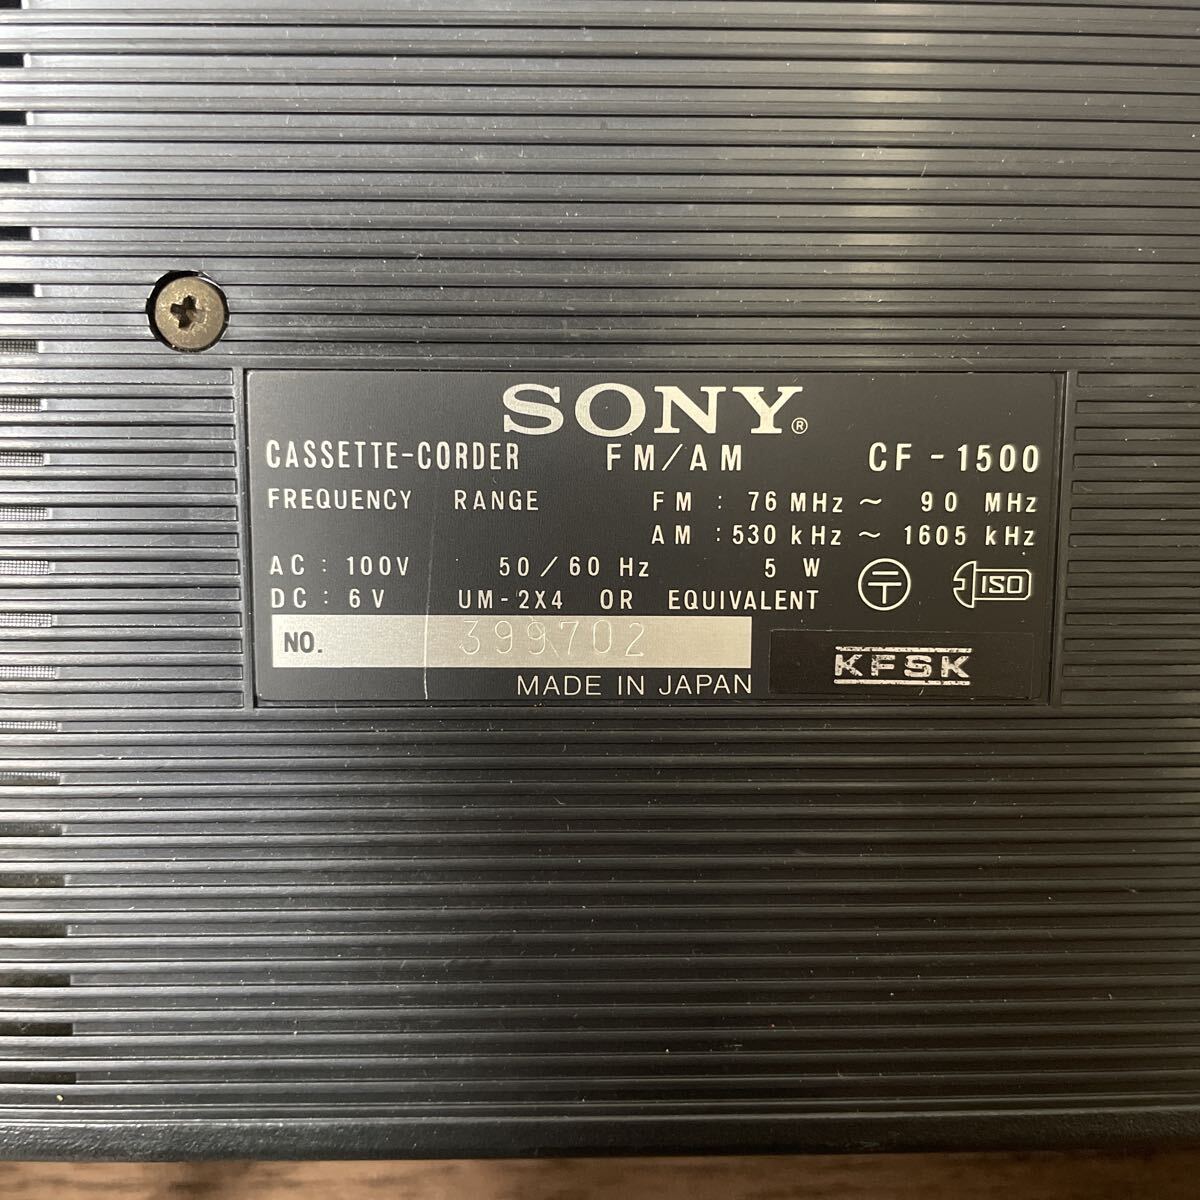 SONY®
CASSETTE-CORDER FM/AM CF-1500
FREQUENCY RANGE FM : 76 MHz ~ 90 MHz
AM : 530 kHz ~ 1605 kHz
AC : 100V 50/60 Hz 5 W 〒 ISO
DC : 6V UM-2X4 OR EQUIVALENT
NO. 399702
KFSK
MADE IN JAPAN